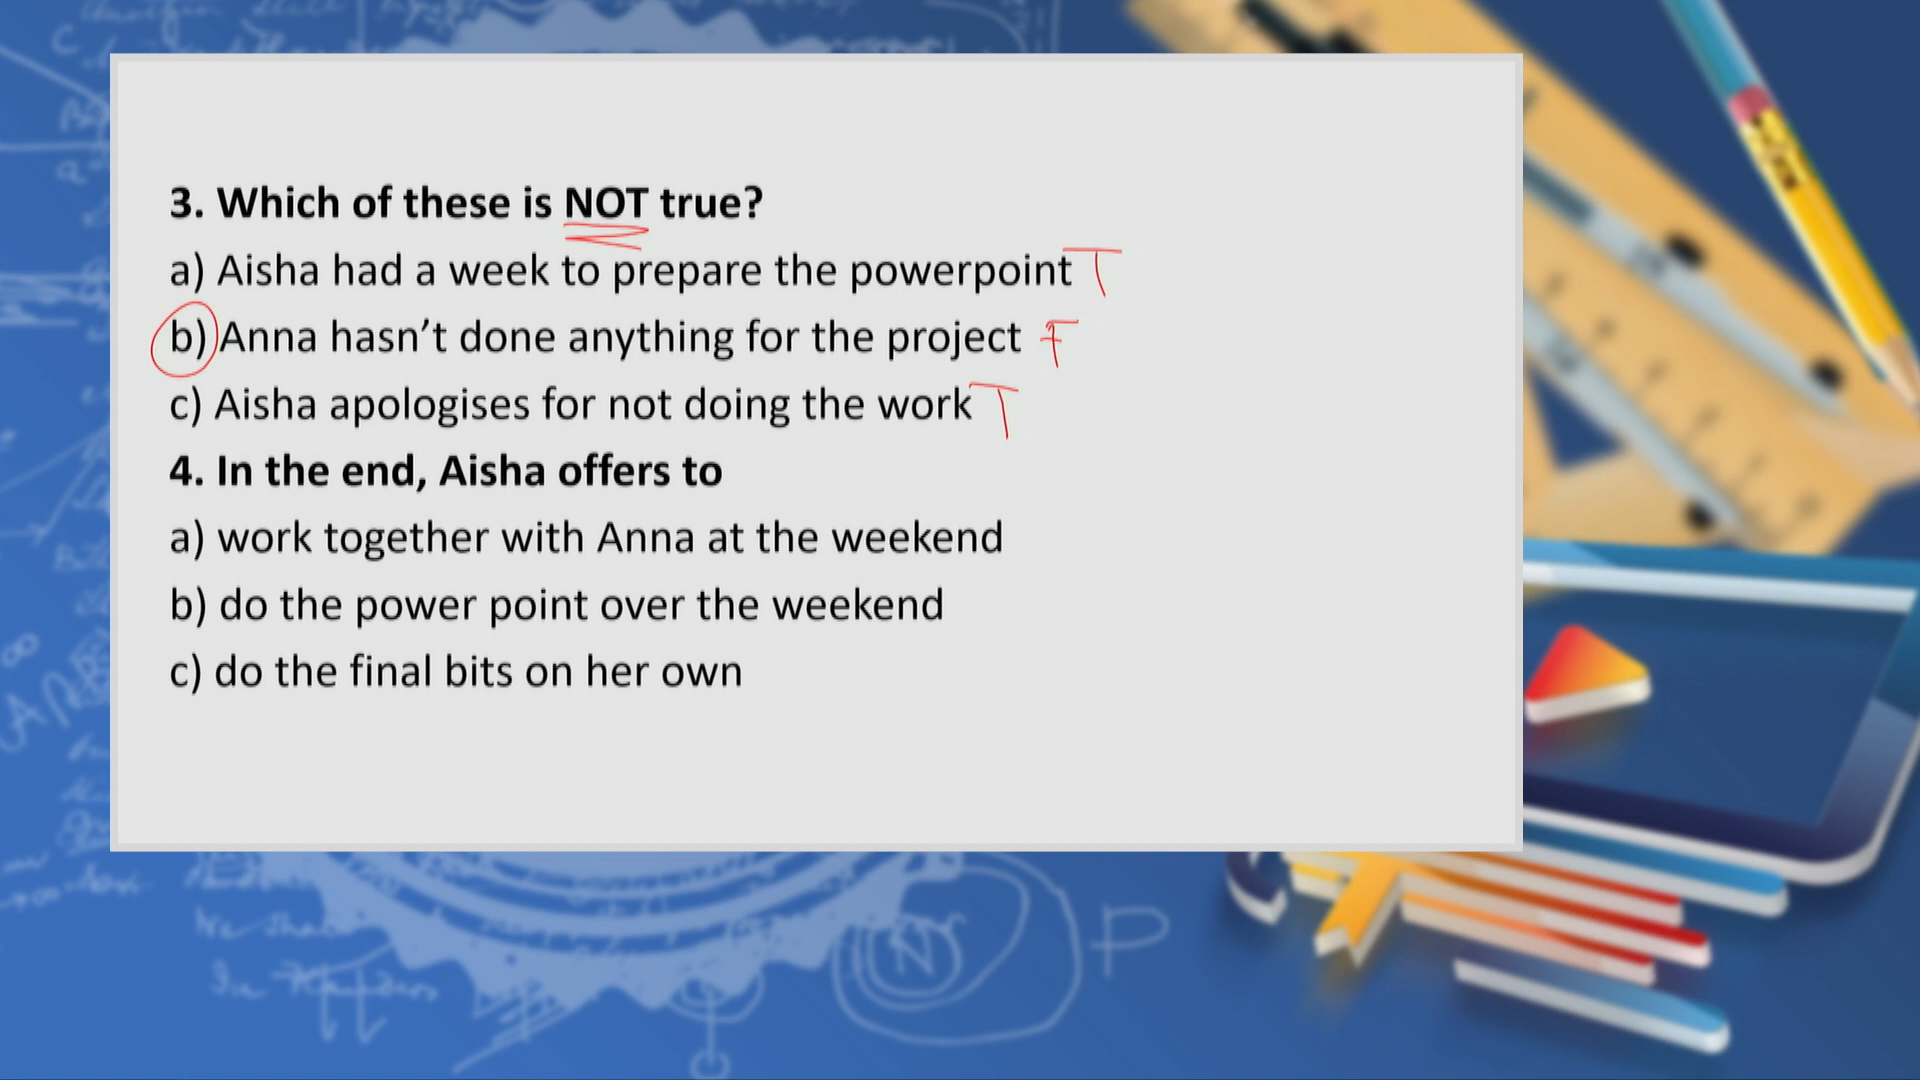 3. Which of these is NOT true?
a) Aisha had a week to prepare the powerpoint T
b) Anna hasn't done anything for the project F
c) Aisha apologises for not doing the work T
4. In the end, Aisha offers to
a) work together with Anna at the weekend
b) do the power point over the weekend
c) do the final bits on her own
P